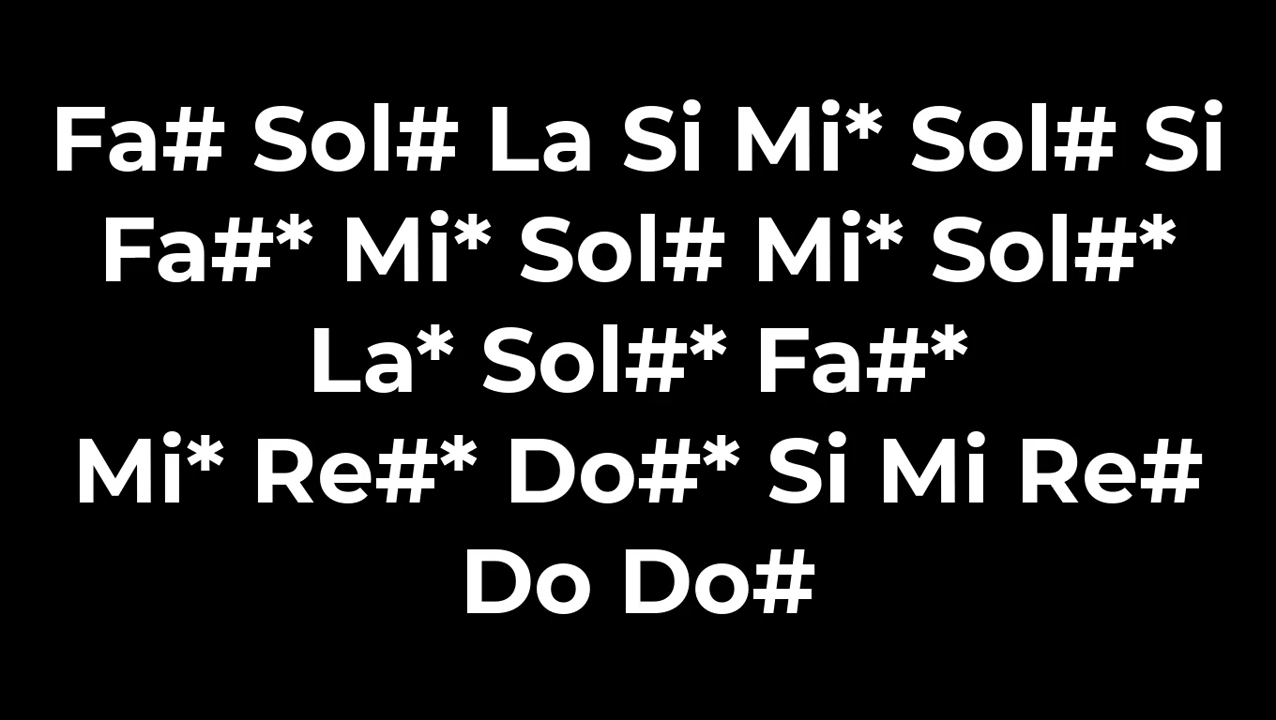 Fa# Sol# La Si Mi* Sol# Si
Fa#* Mi* Sol# Mi* Sol#*
La* Sol#* Fa#*
Mi* Re#* Do#* Si Mi Re#
Do Do#